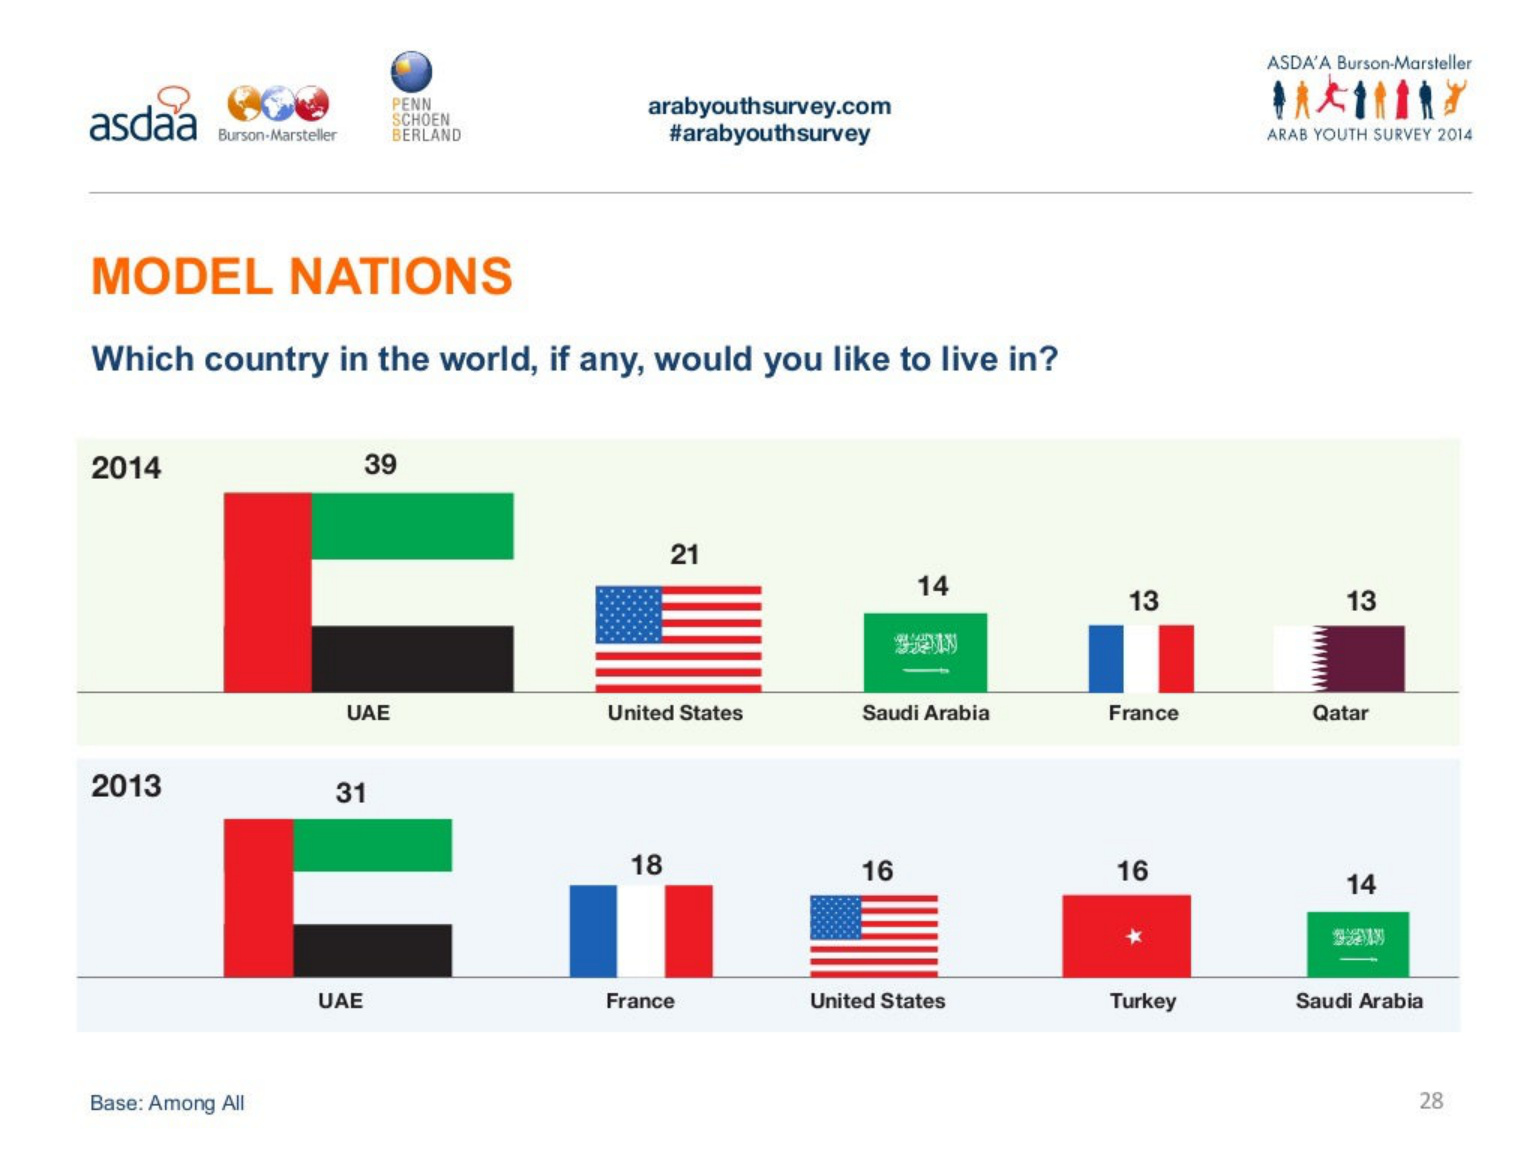 asdaa
Burson-Marsteller
PENN
SCHOEN
BERLAND
arabyouthsurvey.com
#arabyouthsurvey
ASDA'A Burson-Marsteller
ARAB YOUTH SURVEY 2014
MODEL NATIONS
Which country in the world, if any, would you like to live in?
2014
39
21
14
13
13
UAE
United States
Saudi Arabia
France
Qatar
2013
31
18
16
16
14
UAE
France
United States
Turkey
Saudi Arabia
Base: Among All
28